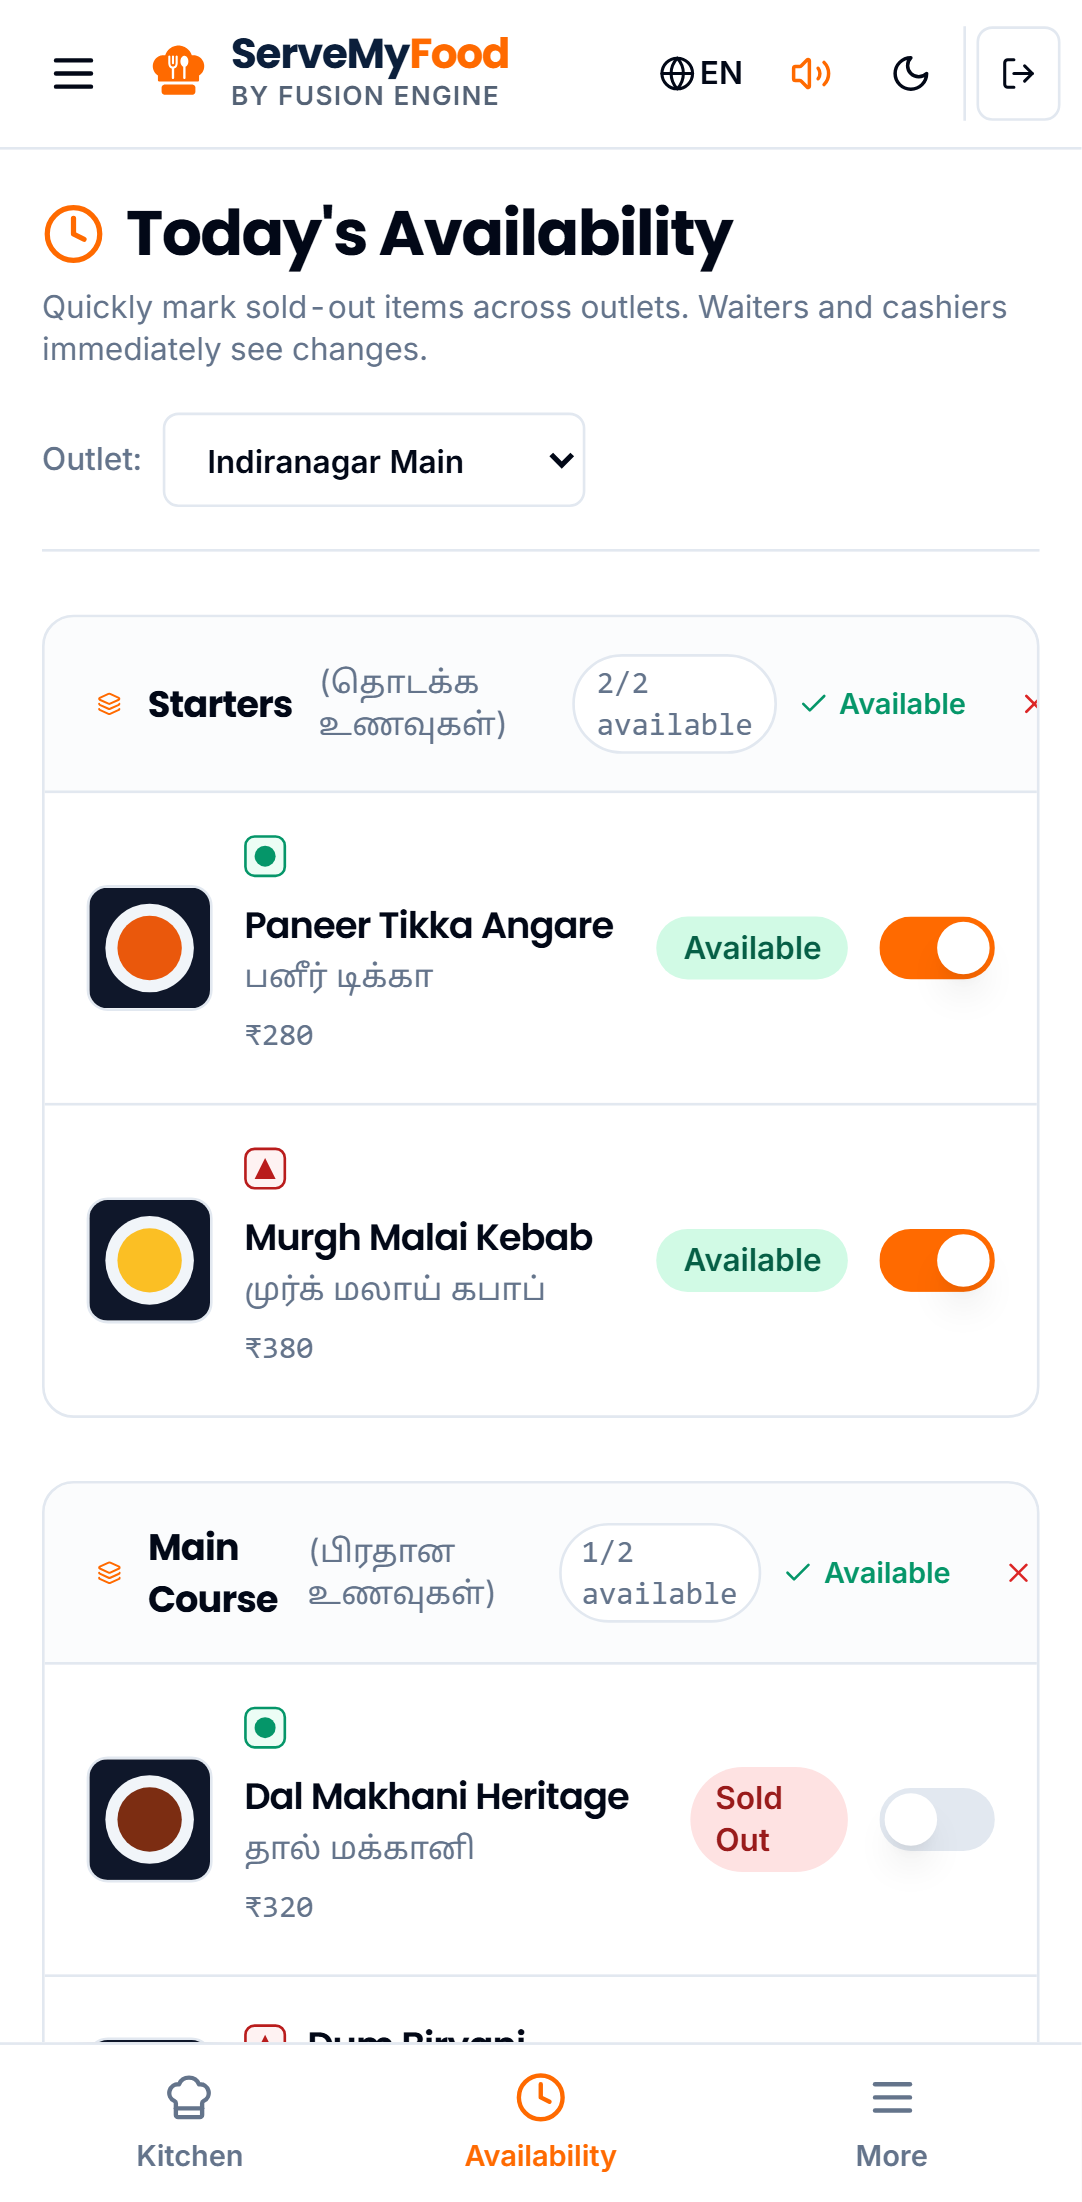 ServeMyFood
BY FUSION ENGINE
EN
Today's Availability
Quickly mark sold-out items across outlets. Waiters and cashiers
immediately see changes.
Outlet:
Indiranagar Main
Starters
(தொடக்க
உணவுகள்)
2/2
available
Available
Paneer Tikka Angare
பனீர் டிக்கா
₹280
Available
Murgh Malai Kebab
முர்க் மலாய் கபாப்
₹380
Available
Main
Course
(பிரதான
உணவுகள்)
1/2
available
Available
Dal Makhani Heritage
தால் மக்கானி
₹320
Sold
Out
Dum Biryani
Kitchen
Availability
More